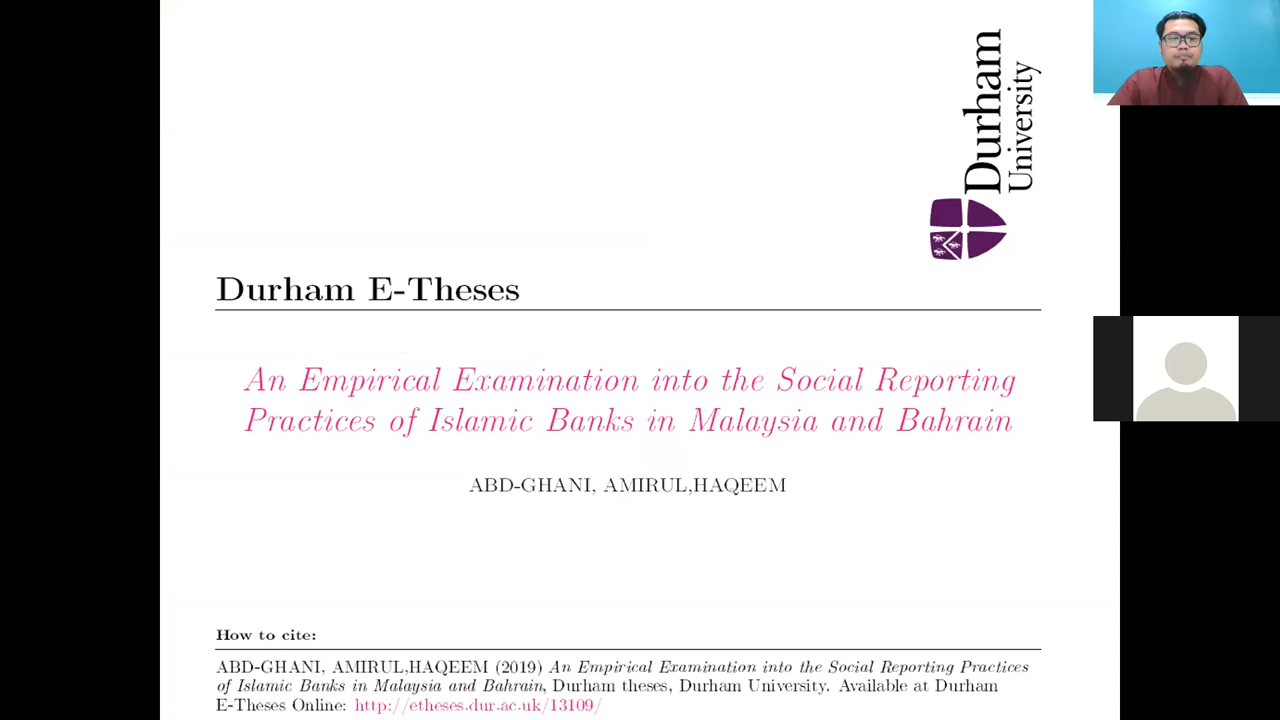 Durham
University
Durham E-Theses
An Empirical Examination into the Social Reporting
Practices of Islamic Banks in Malaysia and Bahrain
ABD-GHANI, AMIRUL,HAQEEM
How to cite:
ABD-GHANI, AMIRUL,HAQEEM (2019) An Empirical Examination into the Social Reporting Practices
of Islamic Banks in Malaysia and Bahrain, Durham theses, Durham University. Available at Durham
E-Theses Online: http://etheses.dur.ac.uk/13109/